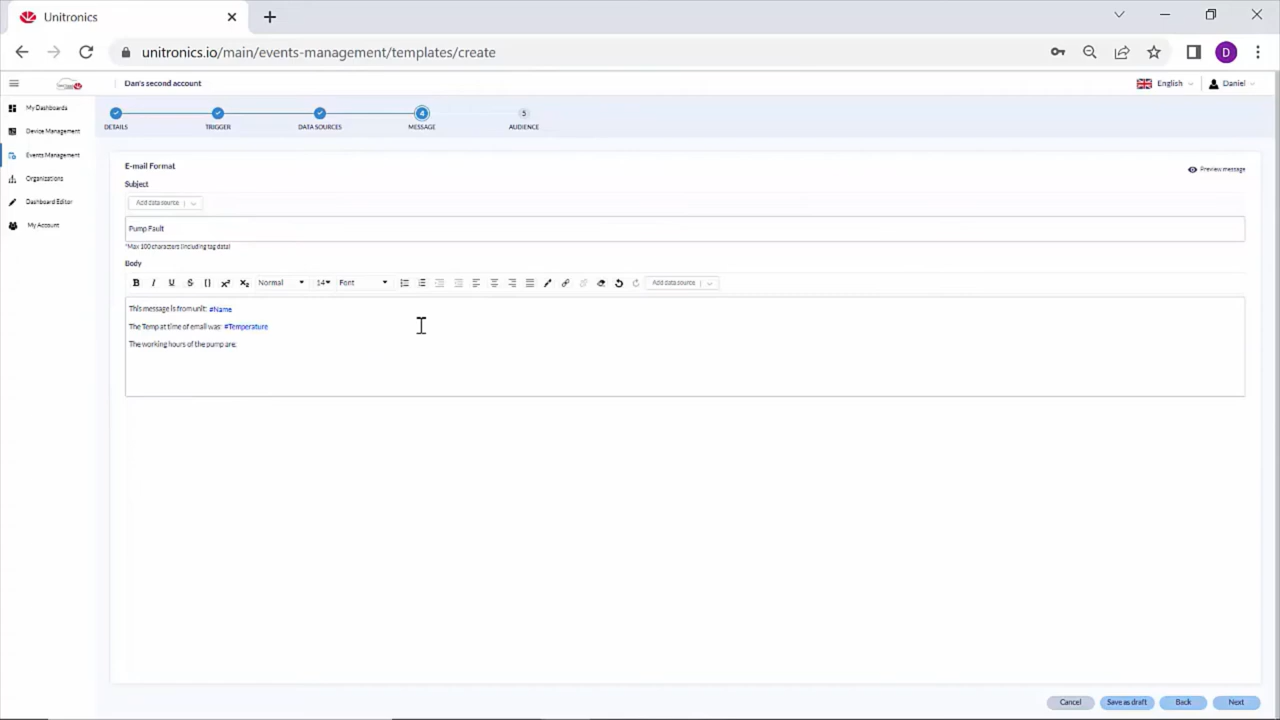 Unitronics
unitronics.io/main/events-management/templates/create
D
Dan's second account
English
Daniel
My Dashboards
Device Management
Events Management
Organizations
Dashboard Editor
My Account
DETAILS
TRIGGER
DATA SOURCES
4
MESSAGE
5
AUDIENCE
E-mail Format
Preview message
Subject
Add data source
Pump Fault
*Max 100 characters (including tag data)
Body
B I U S [] X² X₂ Normal 14 Font Add data source
This message is from unit: #Name
The Temp at time of email was: #Temperature
The working hours of the pump are:
Cancel
Save as draft
Back
Next